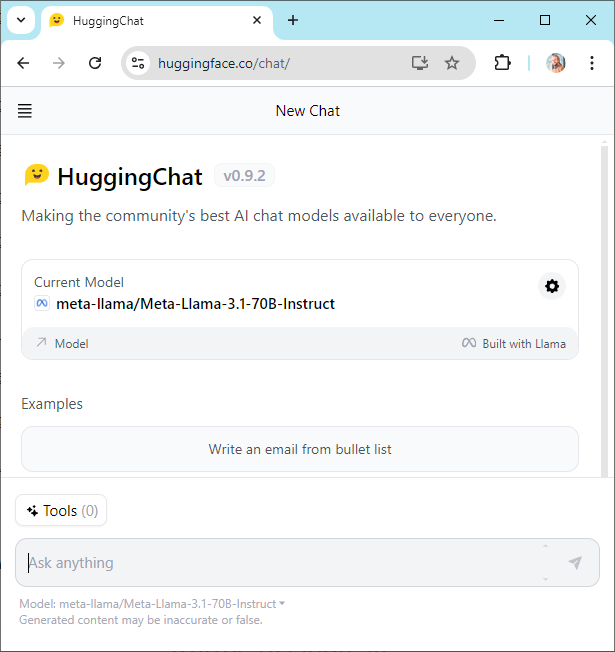 HuggingChat
huggingface.co/chat/
New Chat
HuggingChat v0.9.2
Making the community's best AI chat models available to everyone.
Current Model
meta-llama/Meta-Llama-3.1-70B-Instruct
Model Built with Llama
Examples
Write an email from bullet list
Tools (0)
Ask anything
Model: meta-llama/Meta-Llama-3.1-70B-Instruct
Generated content may be inaccurate or false.